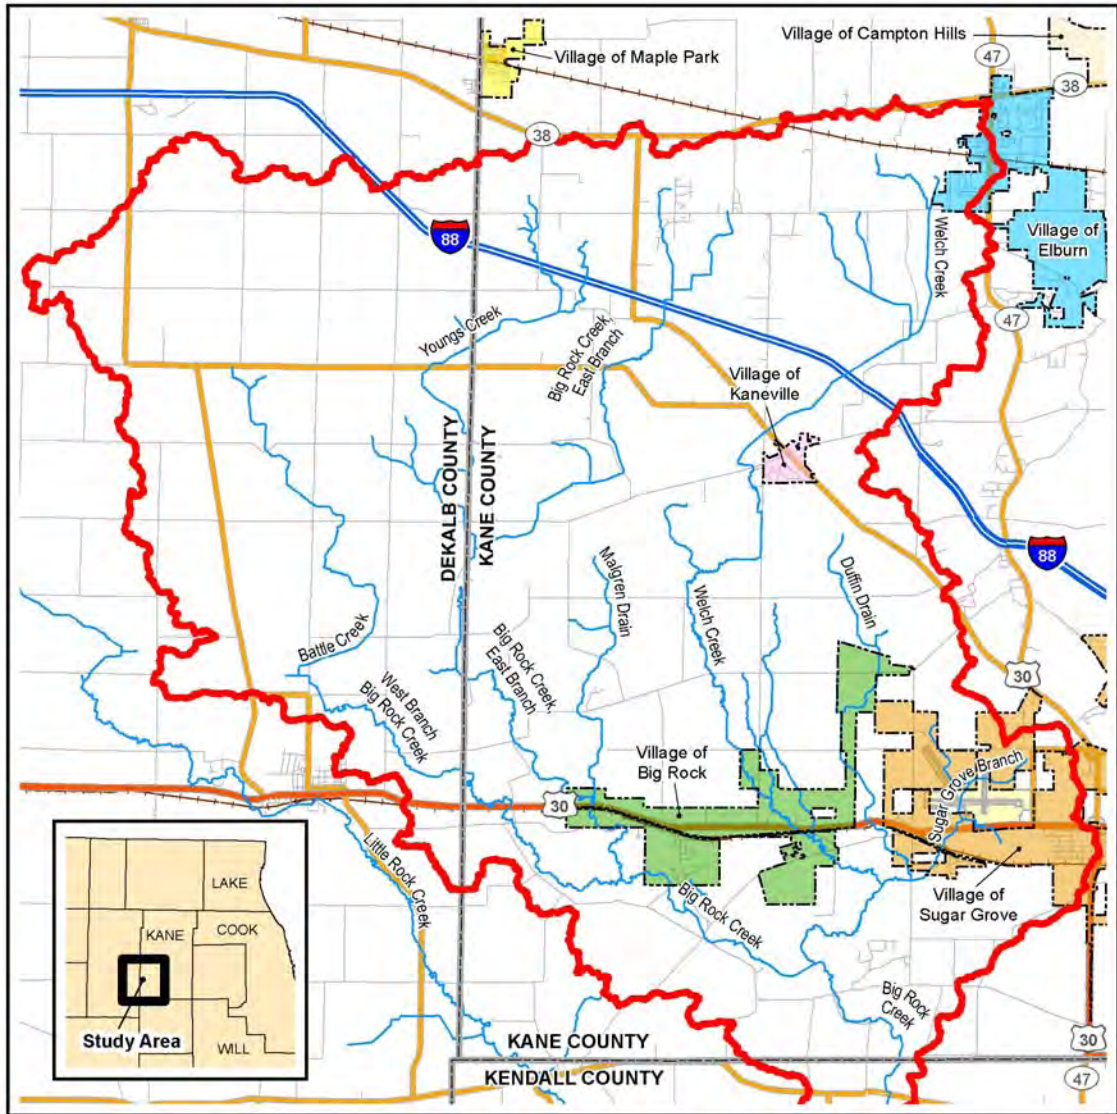 Village of Campton Hills
47
Village of Maple Park
38
38
88
Welch Creek
Village of
Elburn
47
Youngs Creek
Big Rock Creek,
East Branch
Village of
Kaneville
DEKALB COUNTY
KANE COUNTY
88
Malgren Drain
Welch Creek
Duffin Drain
Battle Creek
West Branch
Big Rock Creek
Big Rock Creek,
East Branch
30
Village of
Big Rock
Sugar Grove Branch
30
Little Rock Creek
Village of
Sugar Grove
Big Rock Creek
Big Rock
Creek
LAKE
KANE
COOK
Study Area
WILL
KANE COUNTY
KENDALL COUNTY
30
47